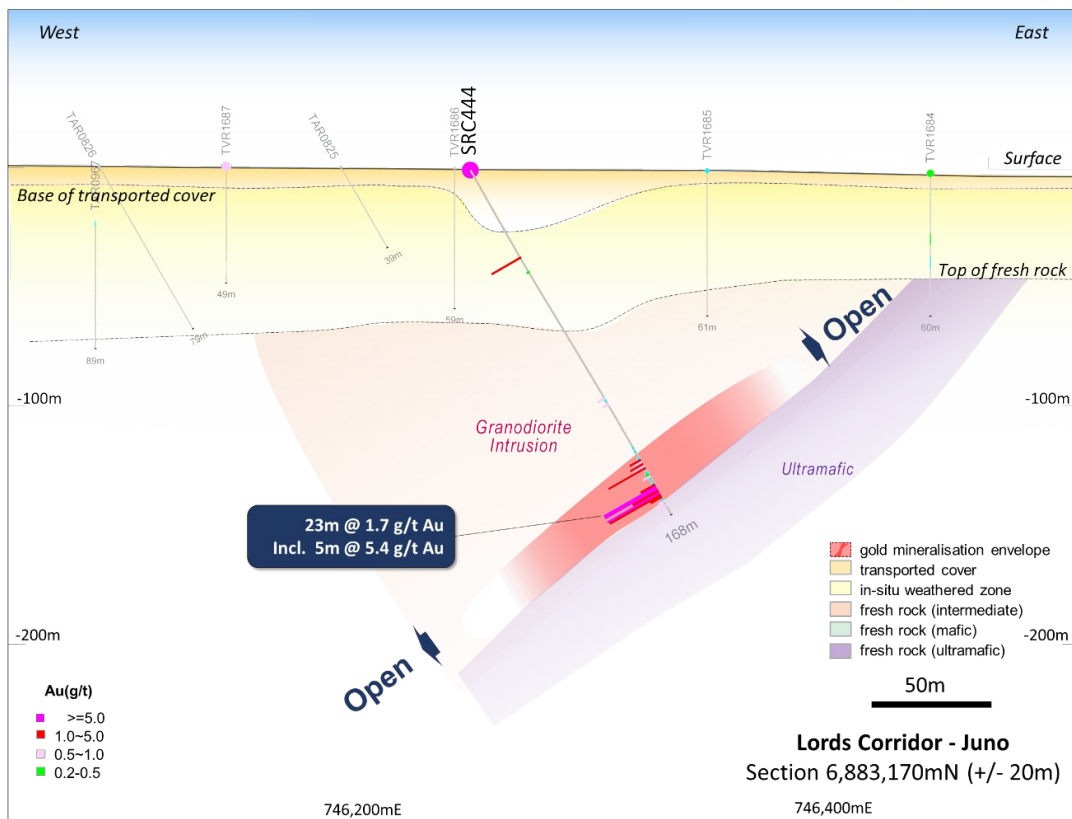 West
East
TAR0826
TAR0967
TVR1687
TAR0825
TVR1686
SRC444
TVR1685
TVR1684
Surface
Base of transported cover
Top of fresh rock
39m
49m
59m
61m
60m
79m
89m
Open
-100m
-100m
Granodiorite
Intrusion
Ultramafic
23m @ 1.7 g/t Au
Incl. 5m @ 5.4 g/t Au
168m
gold mineralisation envelope
transported cover
in-situ weathered zone
fresh rock (intermediate)
fresh rock (mafic)
fresh rock (ultramafic)
-200m
-200m
Open
Au(g/t)
>=5.0
1.0~5.0
0.5~1.0
0.2-0.5
50m
Lords Corridor - Juno
Section 6,883,170mN (+/- 20m)
746,200mE
746,400mE